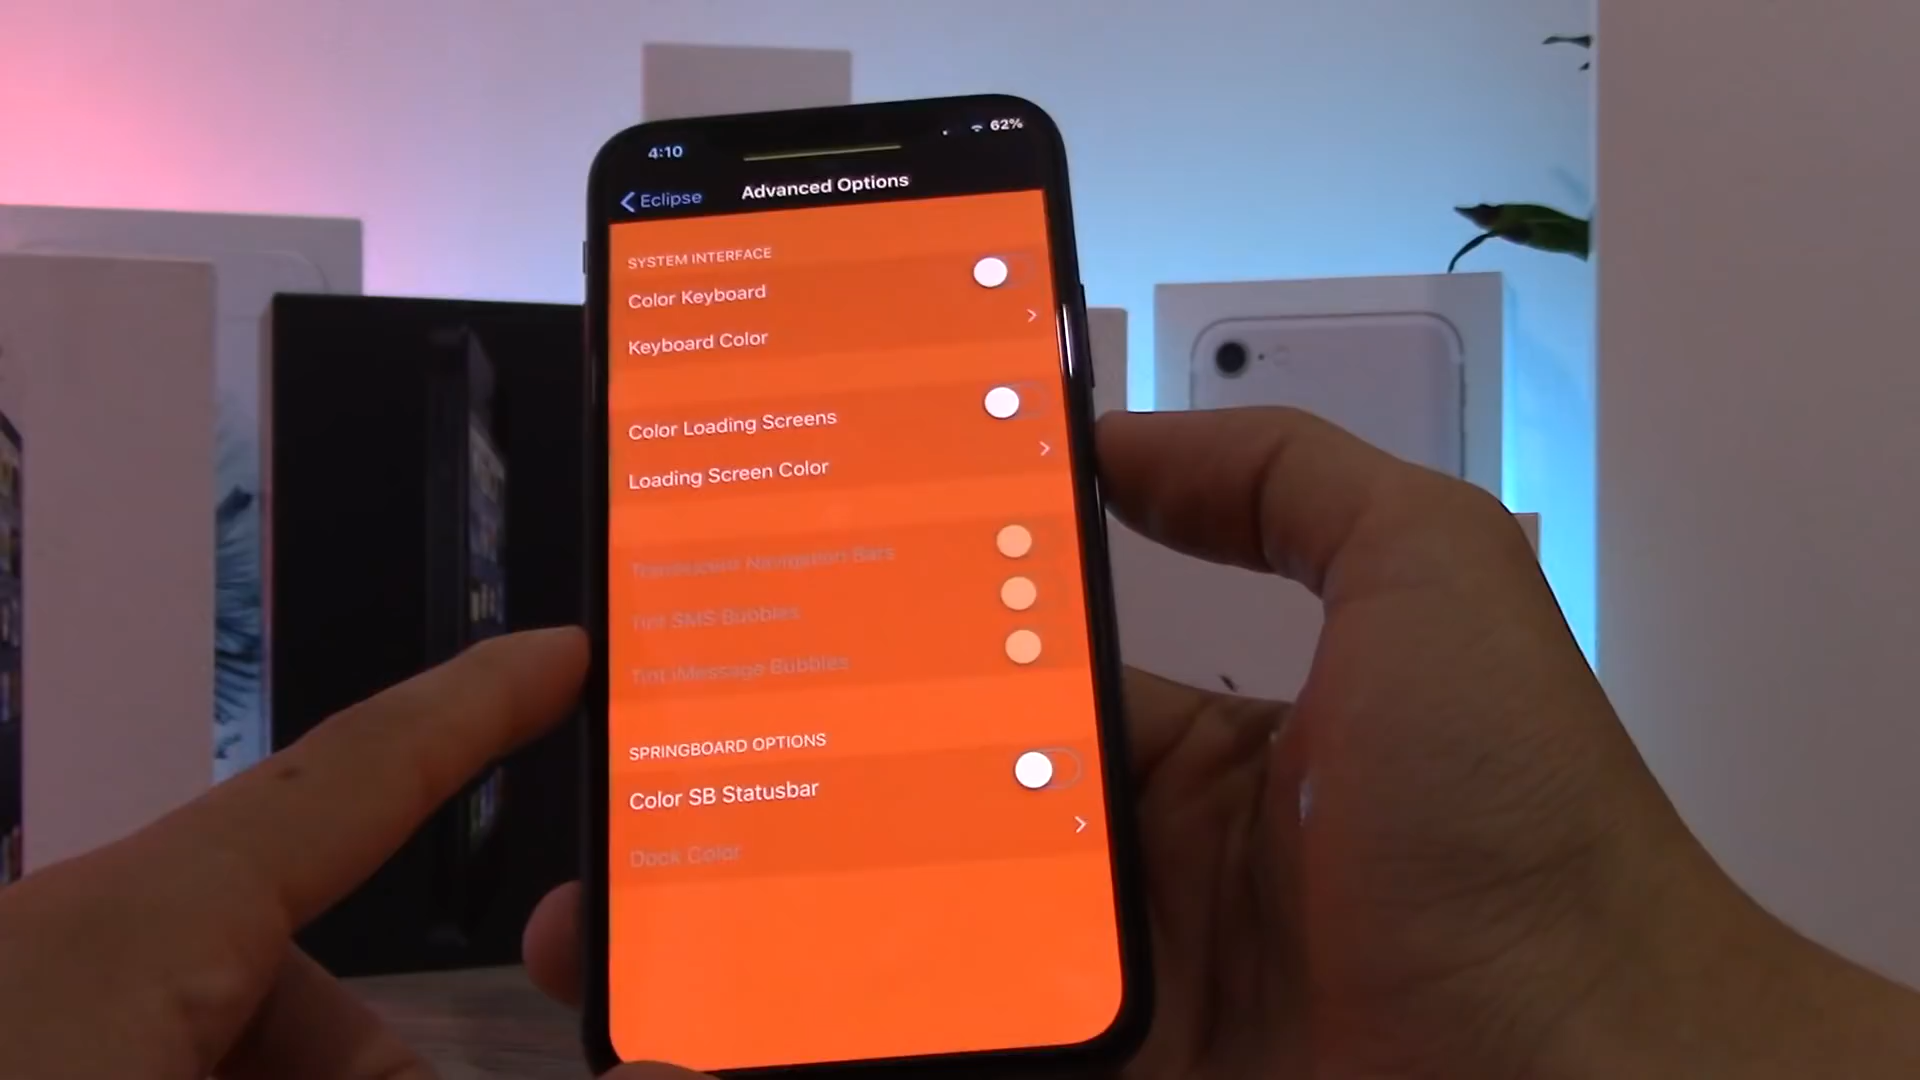 4:10
62%
Eclipse
Advanced Options
SYSTEM INTERFACE
Color Keyboard
Keyboard Color
Color Loading Screens
Loading Screen Color
Translucent Navigation Bars
Tint SMS Bubbles
Tint iMessage Bubbles
SPRINGBOARD OPTIONS
Color SB Statusbar
Dock Color